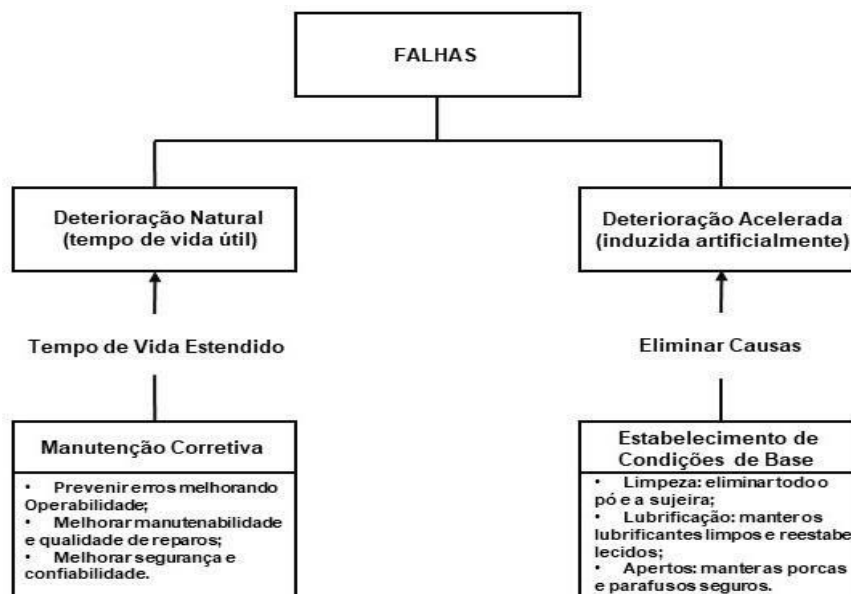 FALHAS
Deterioração Natural
(tempo de vida útil)
Deterioração Acelerada
(induzida artificialmente)
Tempo de Vida Estendido
Eliminar Causas
Manutenção Corretiva
• Prevenir erros melhorando
Operabilidade;
• Melhorar manutenabilidade
e qualidade de reparos;
• Melhorar segurança e
confiabilidade.
Estabelecimento de
Condições de Base
• Limpeza: eliminar todo o
pó e a sujeira;
• Lubrificação: manter os
lubrificantes limpos e reestabe
lecidos;
• Apertos: manter as porcas
e parafusos seguros.